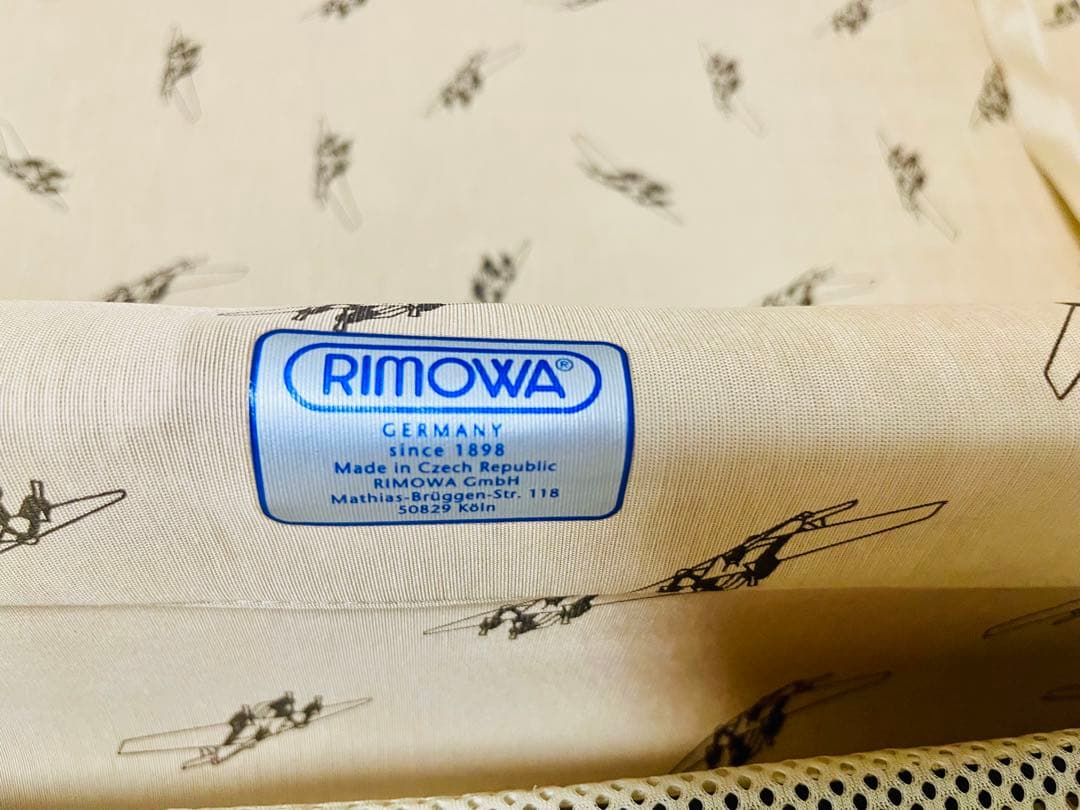 RIMOWA®
GERMANY
since 1898
Made in Czech Republic
RIMOWA GmbH
Mathias-Brüggen-Str. 118
50829 Köln